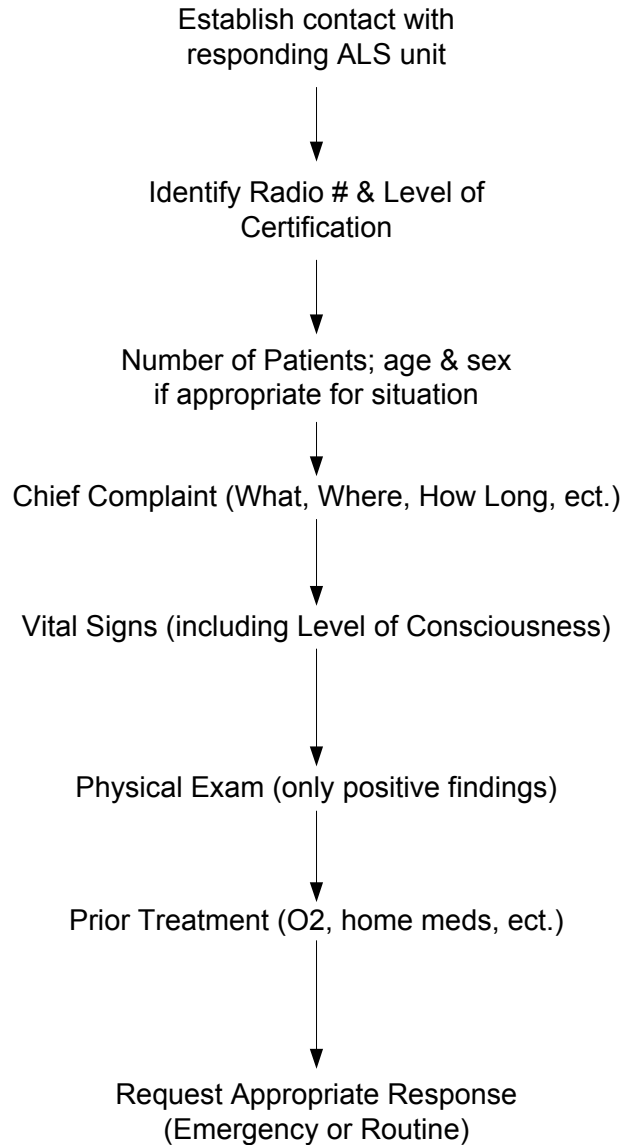 Establish contact with
responding ALS unit
Identify Radio # & Level of
Certification
Number of Patients; age & sex
if appropriate for situation
Chief Complaint (What, Where, How Long, ect.)
Vital Signs (including Level of Consciousness)
Physical Exam (only positive findings)
Prior Treatment (O2, home meds, ect.)
Request Appropriate Response
(Emergency or Routine)